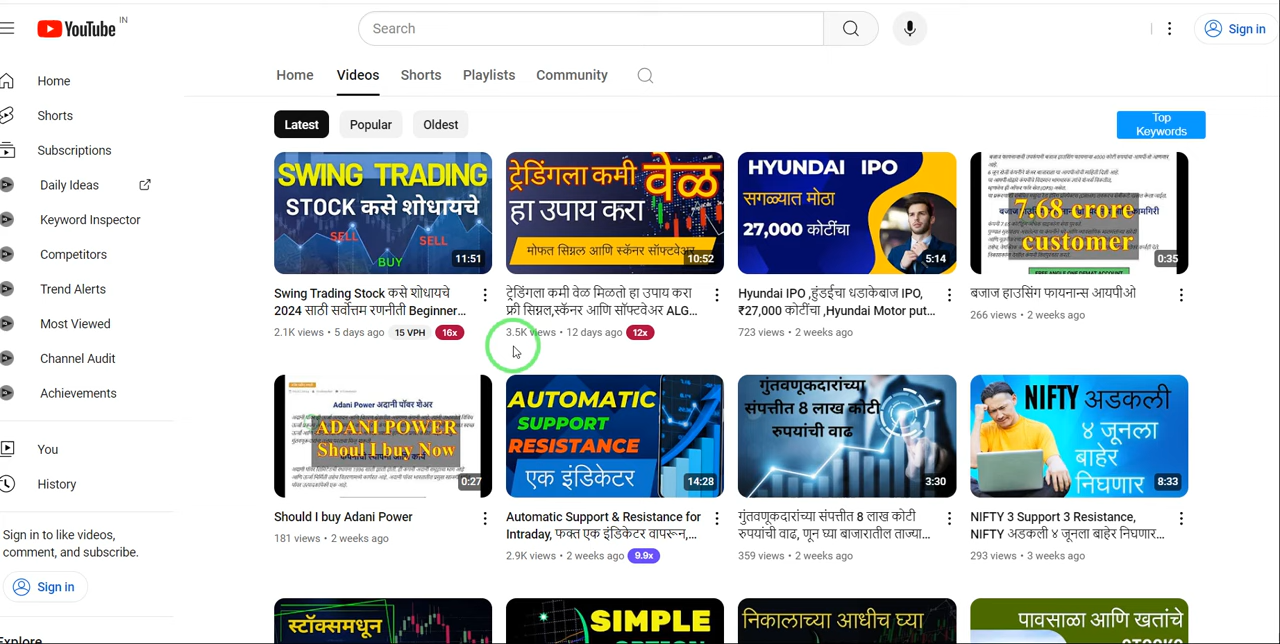 YouTube IN
Search
Sign in
Home Videos Shorts Playlists Community
Home
Shorts
Subscriptions
Daily Ideas
Keyword Inspector
Competitors
Trend Alerts
Most Viewed
Channel Audit
Achievements
You
History
Sign in to like videos,
comment, and subscribe.
Sign in
Explore
Latest Popular Oldest
Top
Keywords
SWING TRADING
STOCK कसे शोधायचे
SELL
SELL
BUY
11:51
Swing Trading Stock कसे शोधायचे
2024 साठी सर्वोत्तम रणनीती Beginner...
2.1K views • 5 days ago 15 VPH 16x
ट्रेडिंगला कमी वेळ
हा उपाय करा
मोफत सिग्नल आणि स्कॅनर सॉफ्टवेअर
10:52
ट्रेडिंगला कमी वेळ मिळतो हा उपाय करा
फ्री सिग्नल,स्कॅनर आणि सॉफ्टवेअर ALG...
3.5K views • 12 days ago 12x
HYUNDAI IPO
सगळ्यात मोठा
27,000 कोटींचा
5:14
Hyundai IPO ,हुंडईचा धडाकेबाज IPO,
₹27,000 कोटींचा ,Hyundai Motor put...
723 views • 2 weeks ago
7.68 crore
customer
FREE ANGLE ONE DEMAT ACCOUNT
0:35
बजाज हाउसिंग फायनान्स आयपीओ
266 views • 2 weeks ago
Adani Power अदानी पॉवर शेअर
ADANI POWER
Shoul I buy Now
0:27
Should I buy Adani Power
181 views • 2 weeks ago
AUTOMATIC
SUPPORT
RESISTANCE
एक इंडिकेटर
14:28
Automatic Support & Resistance for
Intraday, फक्त एक इंडिकेटर वापरून,...
2.9K views • 2 weeks ago 9.9x
गुंतवणूकदारांच्या
संपत्तीत 8 लाख कोटी
रुपयांची वाढ
3:30
गुंतवणूकदारांच्या संपत्तीत 8 लाख कोटी
रुपयांची वाढ, णून घ्या बाजारातील ताज्या...
359 views • 2 weeks ago
NIFTY अडकली
४ जूनला
बाहेर
निघणार
8:33
NIFTY 3 Support 3 Resistance,
NIFTY अडकली ४ जूनला बाहेर निघणार...
293 views • 3 weeks ago
स्टॉक्समधून
SIMPLE
निकालाच्या आधीच घ्या
पावसाळा आणि खतांचे